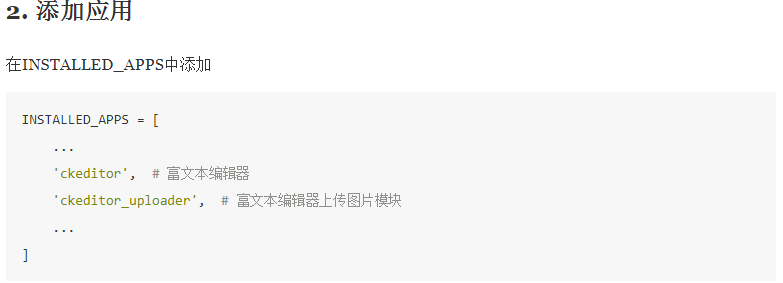 2. 添加应用
在INSTALLED_APPS中添加
INSTALLED_APPS = [
    ...
    'ckeditor',  # 富文本编辑器
    'ckeditor_uploader',  # 富文本编辑器上传图片模块
    ...
]